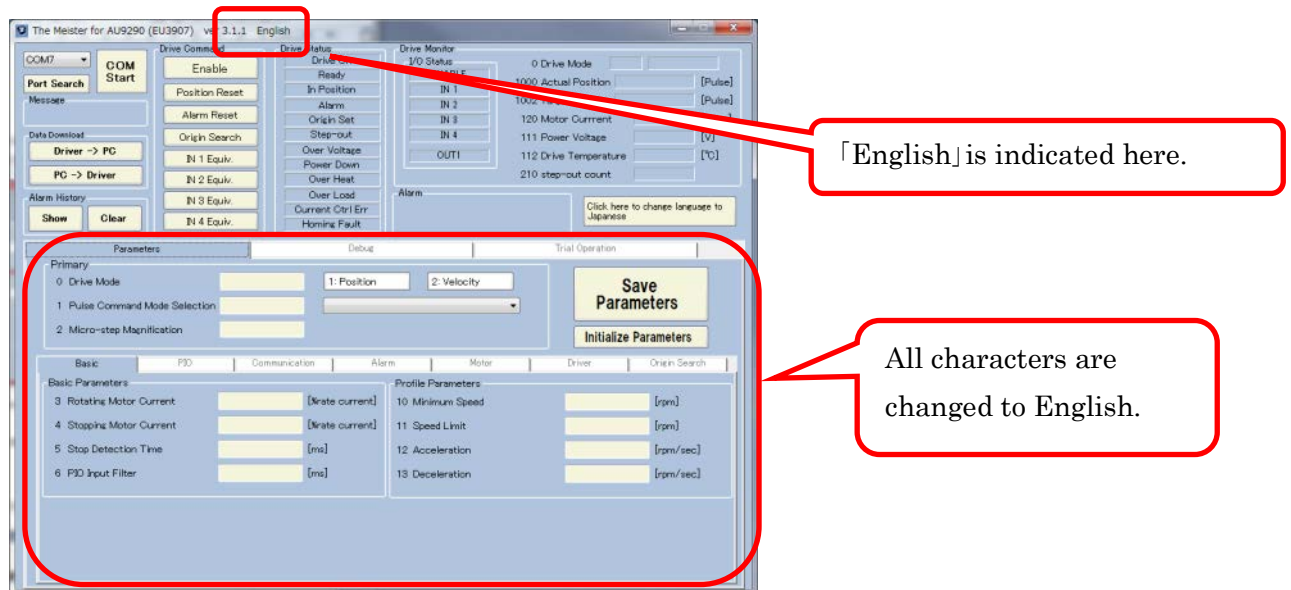 The Meister for AU9290 (EU3907) ver 3.1.1 English
COM7
COM Start
Port Search
Message
Data Download
Driver -> PC
PC -> Driver
Alarm History
Show
Clear
Drive Command
Enable
Position Reset
Alarm Reset
Origin Search
IN 1 Equiv.
IN 2 Equiv.
IN 3 Equiv.
IN 4 Equiv.
Drive Status
Ready
In Position
Alarm
Origin Set
Step-out
Over Voltage
Power Down
Over Heat
Over Load
Current Ctrl Err
Homing Fault
Drive Monitor
I/O Status
IN 1
IN 2
IN 3
IN 4
OUT1
0 Drive Mode
1000 Actual Position [Pulse]
1002 [Pulse]
120 Motor Currrent
111 Power Voltage [V]
112 Drive Temperature [℃]
210 step-out count
Alarm
Click here to change language to
Japanese
「English」is indicated here.
Parameters
Debug
Trial Operation
Primary
0 Drive Mode
1: Position
2: Velocity
1 Pulse Command Mode Selection
2 Micro-step Magnification
Save
Parameters
Initialize Parameters
All characters are
changed to English.
Basic
PIO
Communication
Alarm
Motor
Driver
Origin Search
Basic Parameters
3 Rotating Motor Current [%rate current]
4 Stopping Motor Current [%rate current]
5 Stop Detection Time [ms]
6 PIO Input Filter [ms]
Profile Parameters
10 Minimum Speed [rpm]
11 Speed Limit [rpm]
12 Acceleration [rpm/sec]
13 Deceleration [rpm/sec]